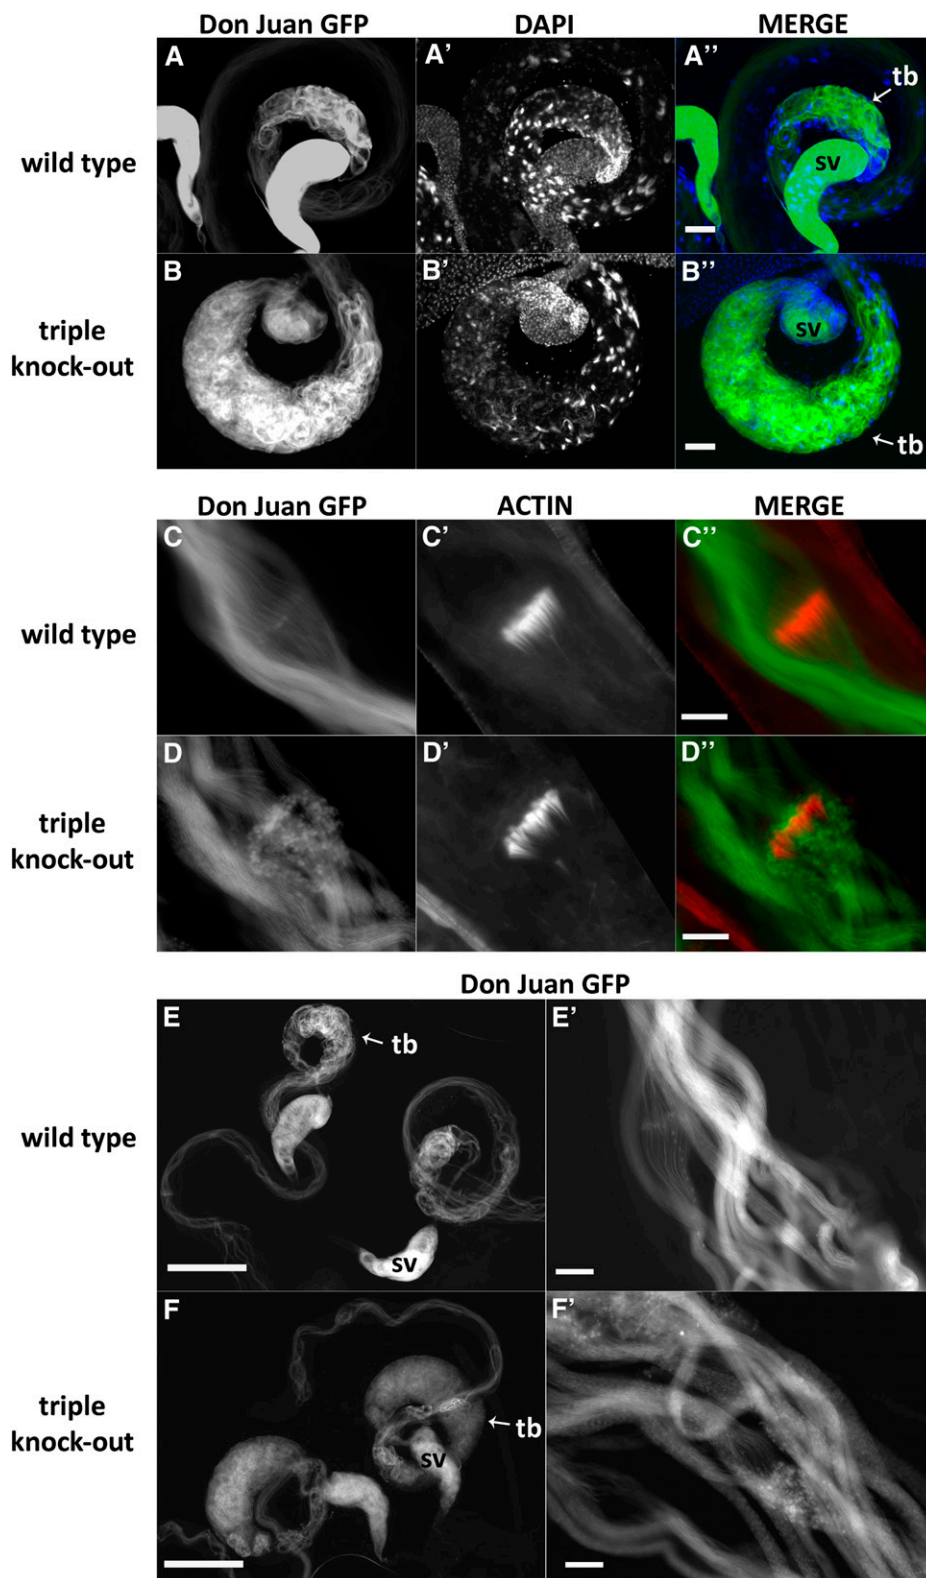 Don Juan GFP DAPI MERGE
wild type
A A' A'' tb
sv
triple
knock-out
B B' B''
sv
tb
Don Juan GFP ACTIN MERGE
wild type
C C' C''
triple
knock-out
D D' D''
Don Juan GFP
wild type
E E'
tb
sv
triple
knock-out
F F'
tb
sv